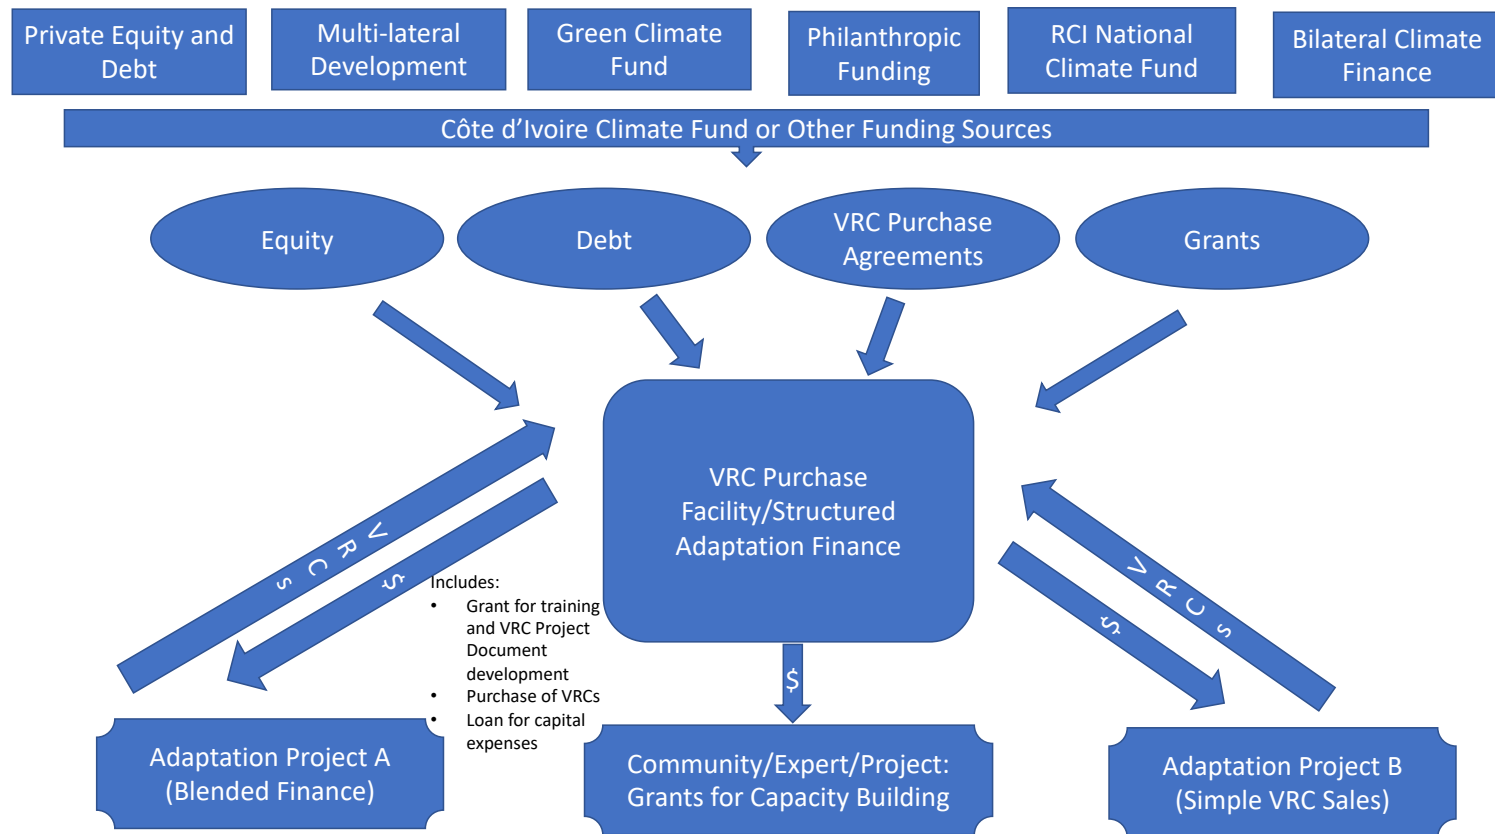 Private Equity and
Debt
Multi-lateral
Development
Green Climate
Fund
Philanthropic
Funding
RCI National
Climate Fund
Bilateral Climate
Finance
Côte d’Ivoire Climate Fund or Other Funding Sources
Equity
Debt
VRC Purchase
Agreements
Grants
VRC Purchase
Facility/Structured
Adaptation Finance
VRCs
$
Includes:
• Grant for training
and VRC Project
Document
development
• Purchase of VRCs
• Loan for capital
expenses
$
$
VRCs
Adaptation Project A
(Blended Finance)
Community/Expert/Project:
Grants for Capacity Building
Adaptation Project B
(Simple VRC Sales)